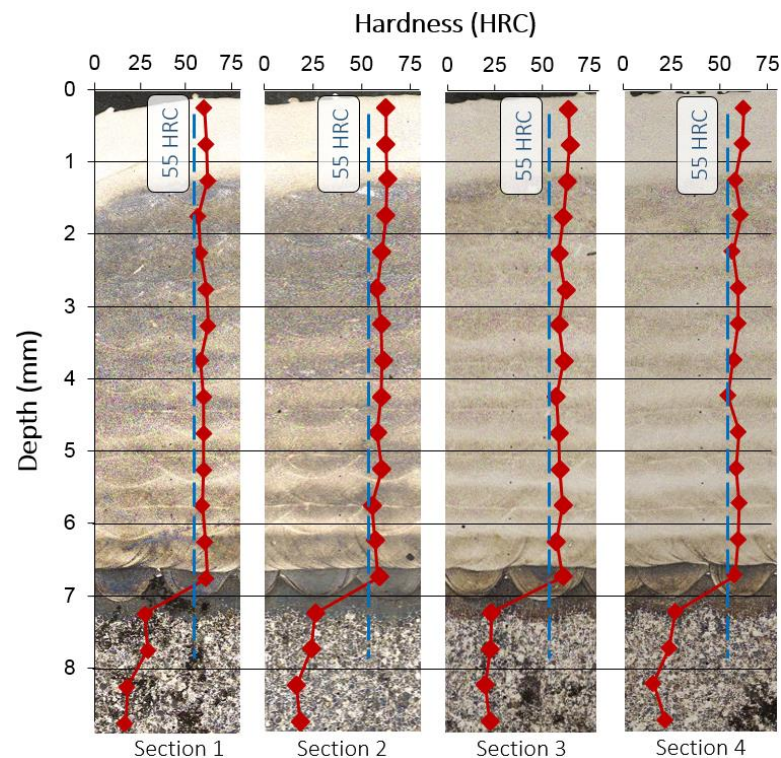 Hardness (HRC)
0 25 50 75 0 25 50 75 0 25 50 75 0 25 50 75
Depth (mm)
0
1
2
3
4
5
6
7
8
55 HRC
55 HRC
55 HRC
55 HRC
Section 1 Section 2 Section 3 Section 4